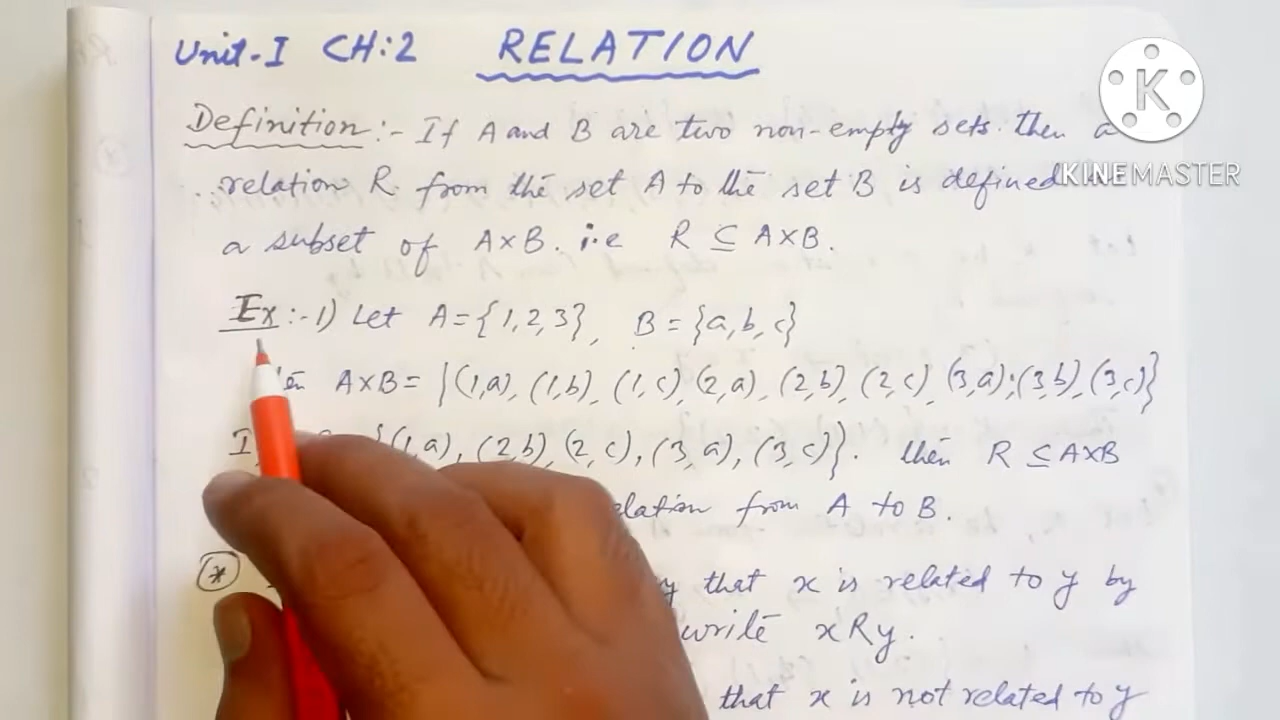 Unit-I CH:2 RELATION
Definition:- If A and B are two non-empty sets. then a
relation R from the set A to the set B is defined
a subset of A×B. i.e R ⊆ A×B.
Ex:-1) Let A={1,2,3}, B={a,b,c}
A×B= {(1,a), (1,b), (1,c), (2,a), (2,b), (2,c), (3,a), (3,b), (3,c)}
{(1,a), (2,b), (2,c), (3,a), (3,c)}. then R ⊆ A×B
from A to B.
(*) that x is related to y by
write xRy.
that x is not related to y
K
KINEMASTER